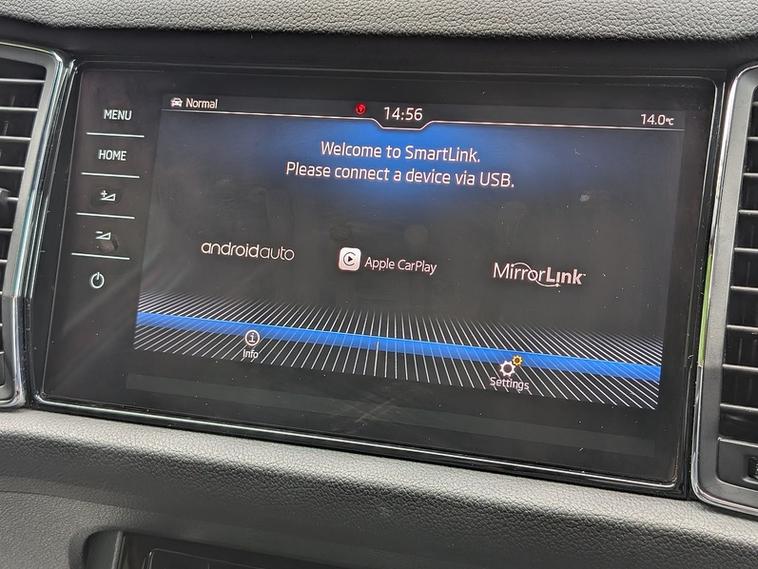 MENU
HOME
Normal
14:56
14.0°C
Welcome to SmartLink.
Please connect a device via USB.
androidauto
Apple CarPlay
MirrorLink™
Info
Settings